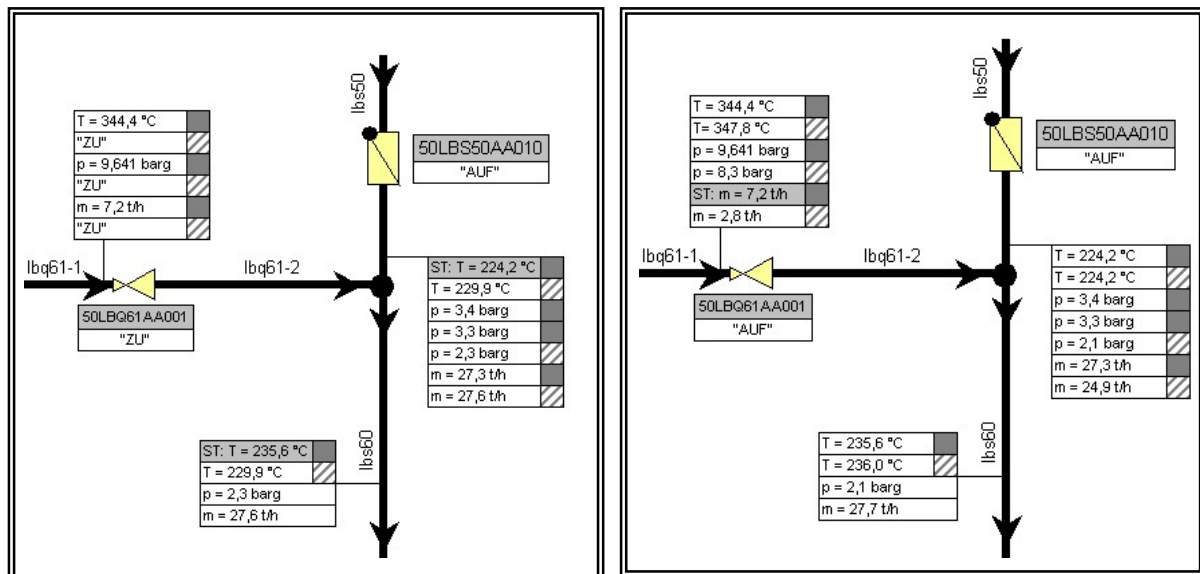 lbs50
T = 344,4 °C
"ZU"
p = 9,641 barg
"ZU"
m = 7,2 t/h
"ZU"
50LBS50AA010
"AUF"
lbq61-1
lbq61-2
50LBQ61AA001
"ZU"
ST: T = 224,2 °C
T = 229,9 °C
p = 3,4 barg
p = 3,3 barg
p = 2,3 barg
m = 27,3 t/h
m = 27,6 t/h
lbs60
ST: T = 235,6 °C
T = 229,9 °C
p = 2,3 barg
m = 27,6 t/h
lbs50
T = 344,4 °C
T = 347,8 °C
p = 9,641 barg
p = 8,3 barg
ST: m = 7,2 t/h
m = 2,8 t/h
50LBS50AA010
"AUF"
lbq61-1
lbq61-2
50LBQ61AA001
"AUF"
T = 224,2 °C
T = 224,2 °C
p = 3,4 barg
p = 3,3 barg
p = 2,1 barg
m = 27,3 t/h
m = 24,9 t/h
lbs60
T = 235,6 °C
T = 236,0 °C
p = 2,1 barg
m = 27,7 t/h